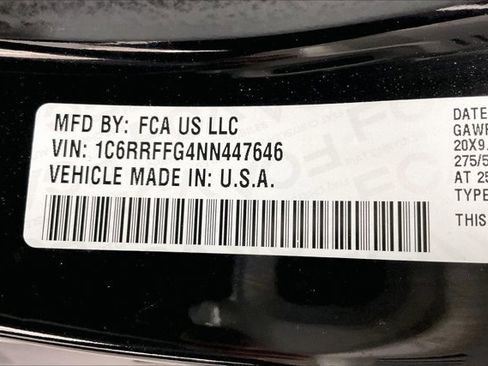 MFD BY: FCA US LLC
VIN: 1C6RRFFG4NN447646
VEHICLE MADE IN: U.S.A.
DATE
GAWR
20X9.
275/5
AT 25
TYPE
THIS